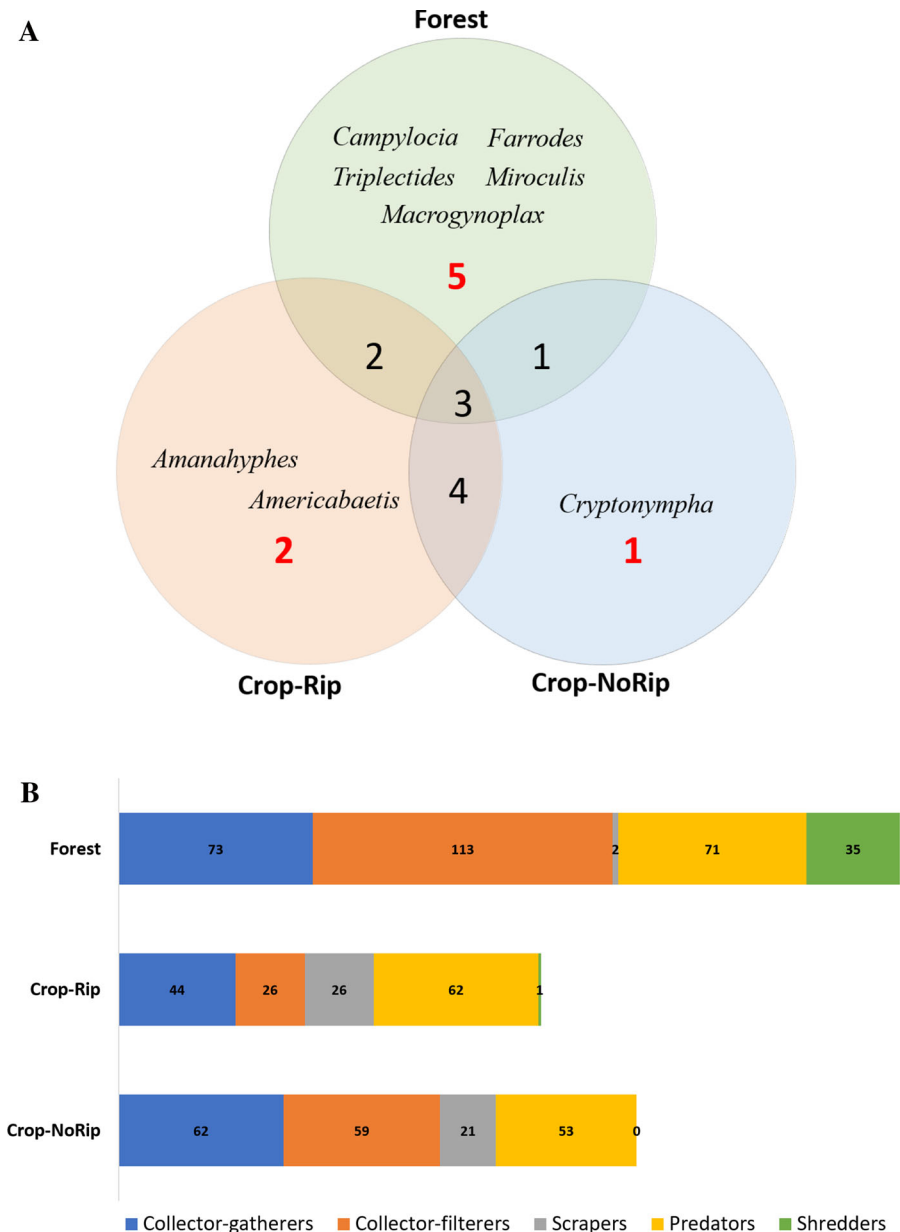 A
Forest
Campylocia Farrodes
Triplectides Miroculis
Macrogynoplax
5
2
1
3
4
Amanahyphes
Americabaetis
2
Cryptonympha
1
Crop-Rip
Crop-NoRip
B
Forest
73 113 2 71 35
Crop-Rip
44 26 26 62 1
Crop-NoRip
62 59 21 53 0
Collector-gatherers Collector-filterers Scrapers Predators Shredders